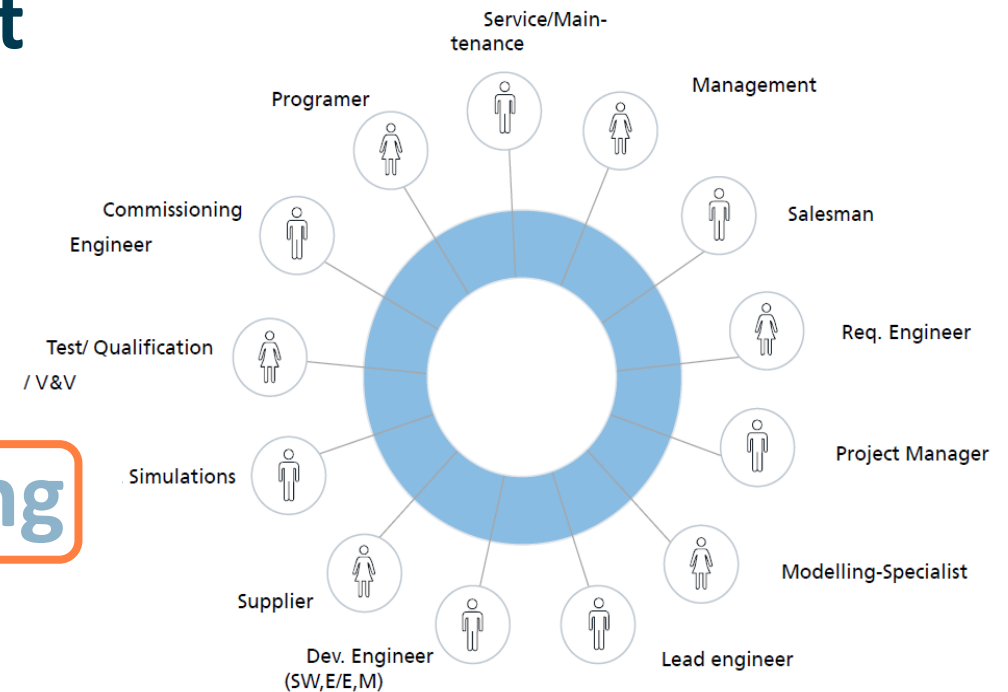 t
Service/Main-
tenance
Management
Programer
Salesman
Commissioning
Engineer
Req. Engineer
Test/ Qualification
/ V&V
Project Manager
. Simulations
ng
Modelling-Specialist
Supplier
Dev. Engineer
(SW,E/E,M)
Lead engineer